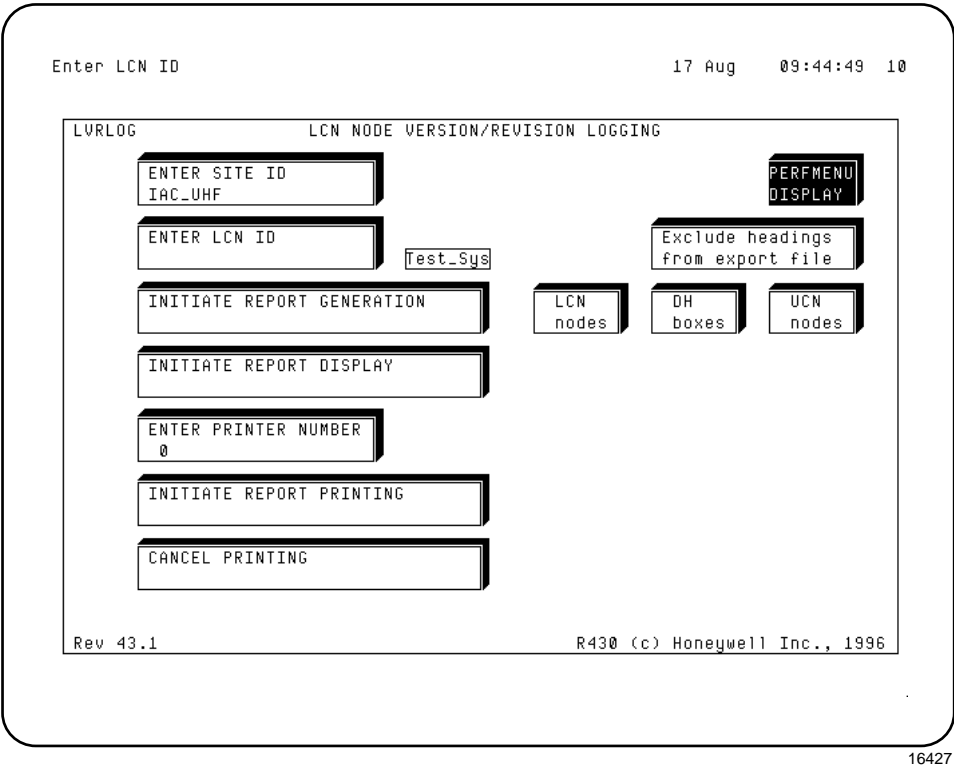 Enter LCN ID 17 Aug 09:44:49 10
LVRLOG LCN NODE VERSION/REVISION LOGGING
ENTER SITE ID
IAC_UHF
PERFMENU
DISPLAY
ENTER LCN ID
Test_Sys
Exclude headings
from export file
INITIATE REPORT GENERATION
LCN
nodes
DH
boxes
UCN
nodes
INITIATE REPORT DISPLAY
ENTER PRINTER NUMBER
0
INITIATE REPORT PRINTING
CANCEL PRINTING
Rev 43.1 R430 (c) Honeywell Inc., 1996
16427